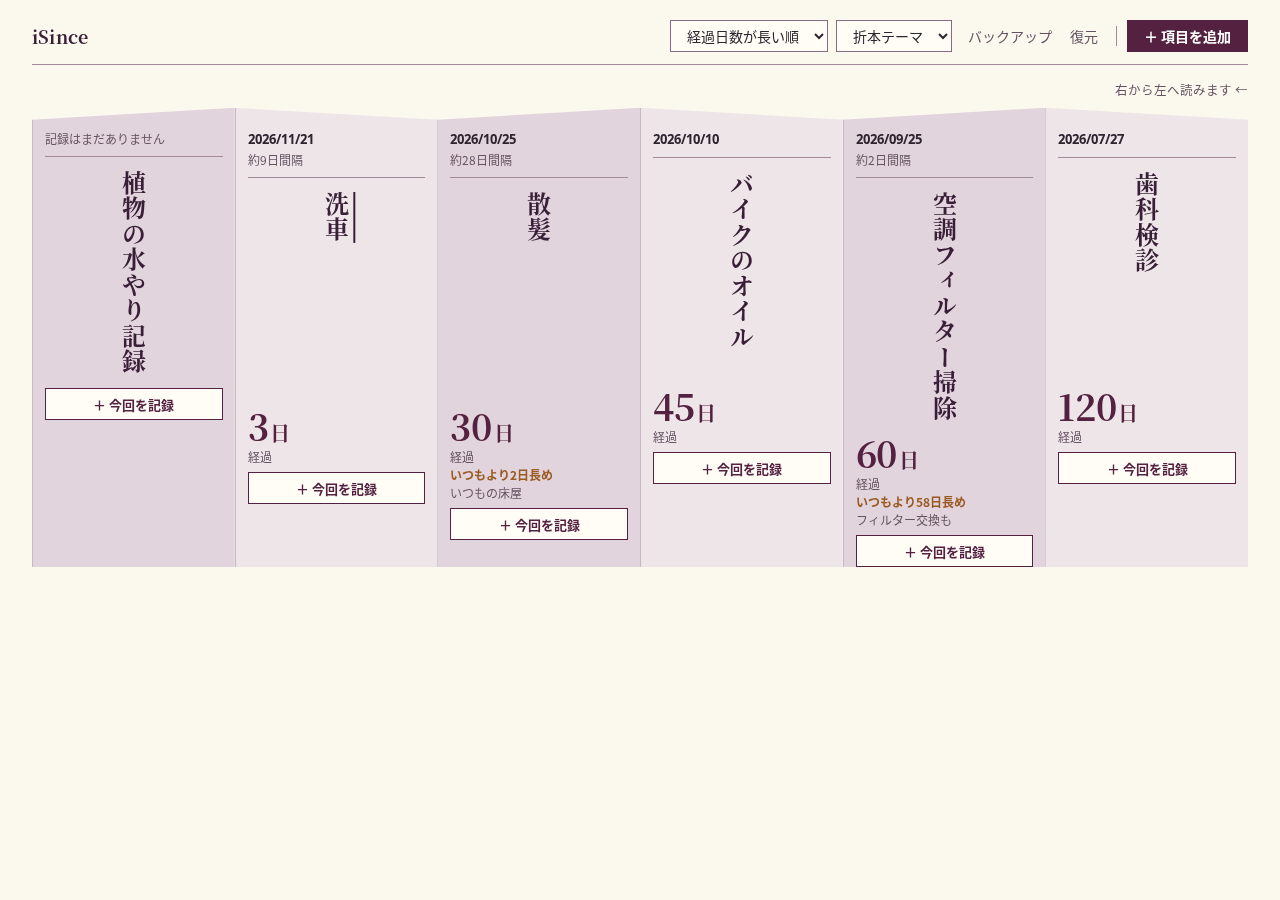 iSince
経過日数が長い順
折本テーマ
バックアップ
復元
＋ 項目を追加
右から左へ読みます ←
2026/07/27
歯科検診
120日
経過
＋ 今回を記録
2026/09/25
約2日間隔
空調フィルター掃除
60日
経過
いつもより58日長め
フィルター交換も
＋ 今回を記録
2026/10/10
バイクのオイル
45日
経過
＋ 今回を記録
2026/10/25
約28日間隔
散髪
30日
経過
いつもより2日長め
いつもの床屋
＋ 今回を記録
2026/11/21
約9日間隔
洗車
3日
経過
＋ 今回を記録
記録はまだありません
植物の水やり記録
＋ 今回を記録